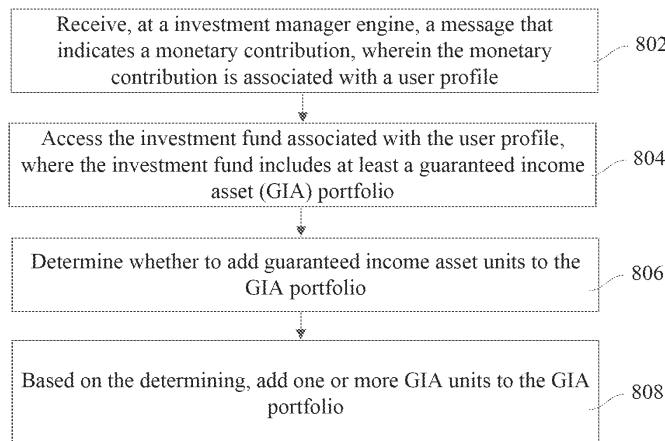 Receive, at a investment manager engine, a message that
indicates a monetary contribution, wherein the monetary
contribution is associated with a user profile
802
Access the investment fund associated with the user profile,
where the investment fund includes at least a guaranteed income
asset (GIA) portfolio
804
Determine whether to add guaranteed income asset units to the
GIA portfolio
806
Based on the determining, add one or more GIA units to the GIA
portfolio
808